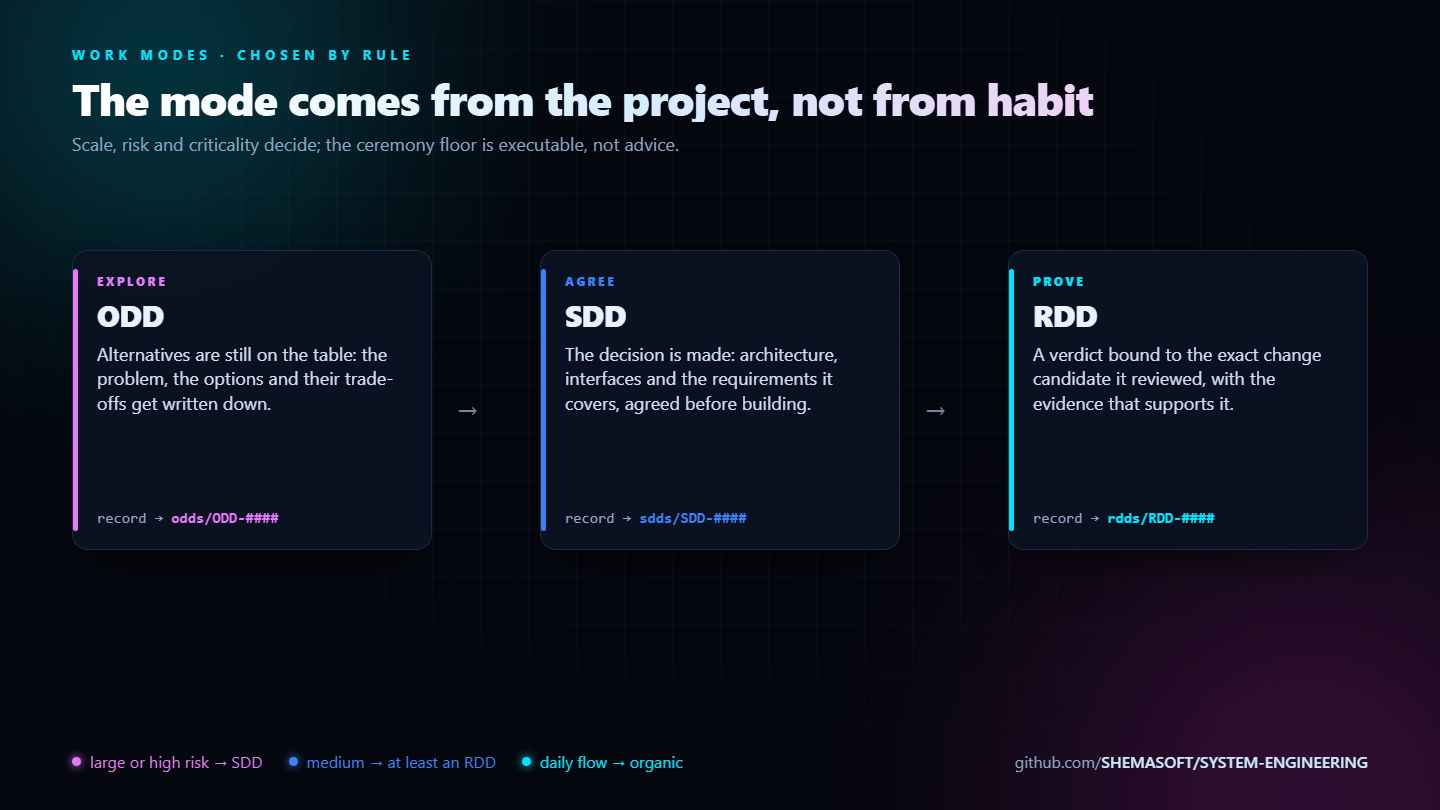 WORK MODES · CHOSEN BY RULE
The mode comes from the project, not from habit
Scale, risk and criticality decide; the ceremony floor is executable, not advice.
EXPLORE
ODD
Alternatives are still on the table: the
problem, the options and their trade-
offs get written down.
record → odds/ODD-####
→
AGREE
SDD
The decision is made: architecture,
interfaces and the requirements it
covers, agreed before building.
record → sdds/SDD-####
→
PROVE
RDD
A verdict bound to the exact change
candidate it reviewed, with the
evidence that supports it.
record → rdds/RDD-####
large or high risk → SDD
medium → at least an RDD
daily flow → organic
github.com/SHEMASOFT/SYSTEM-ENGINEERING